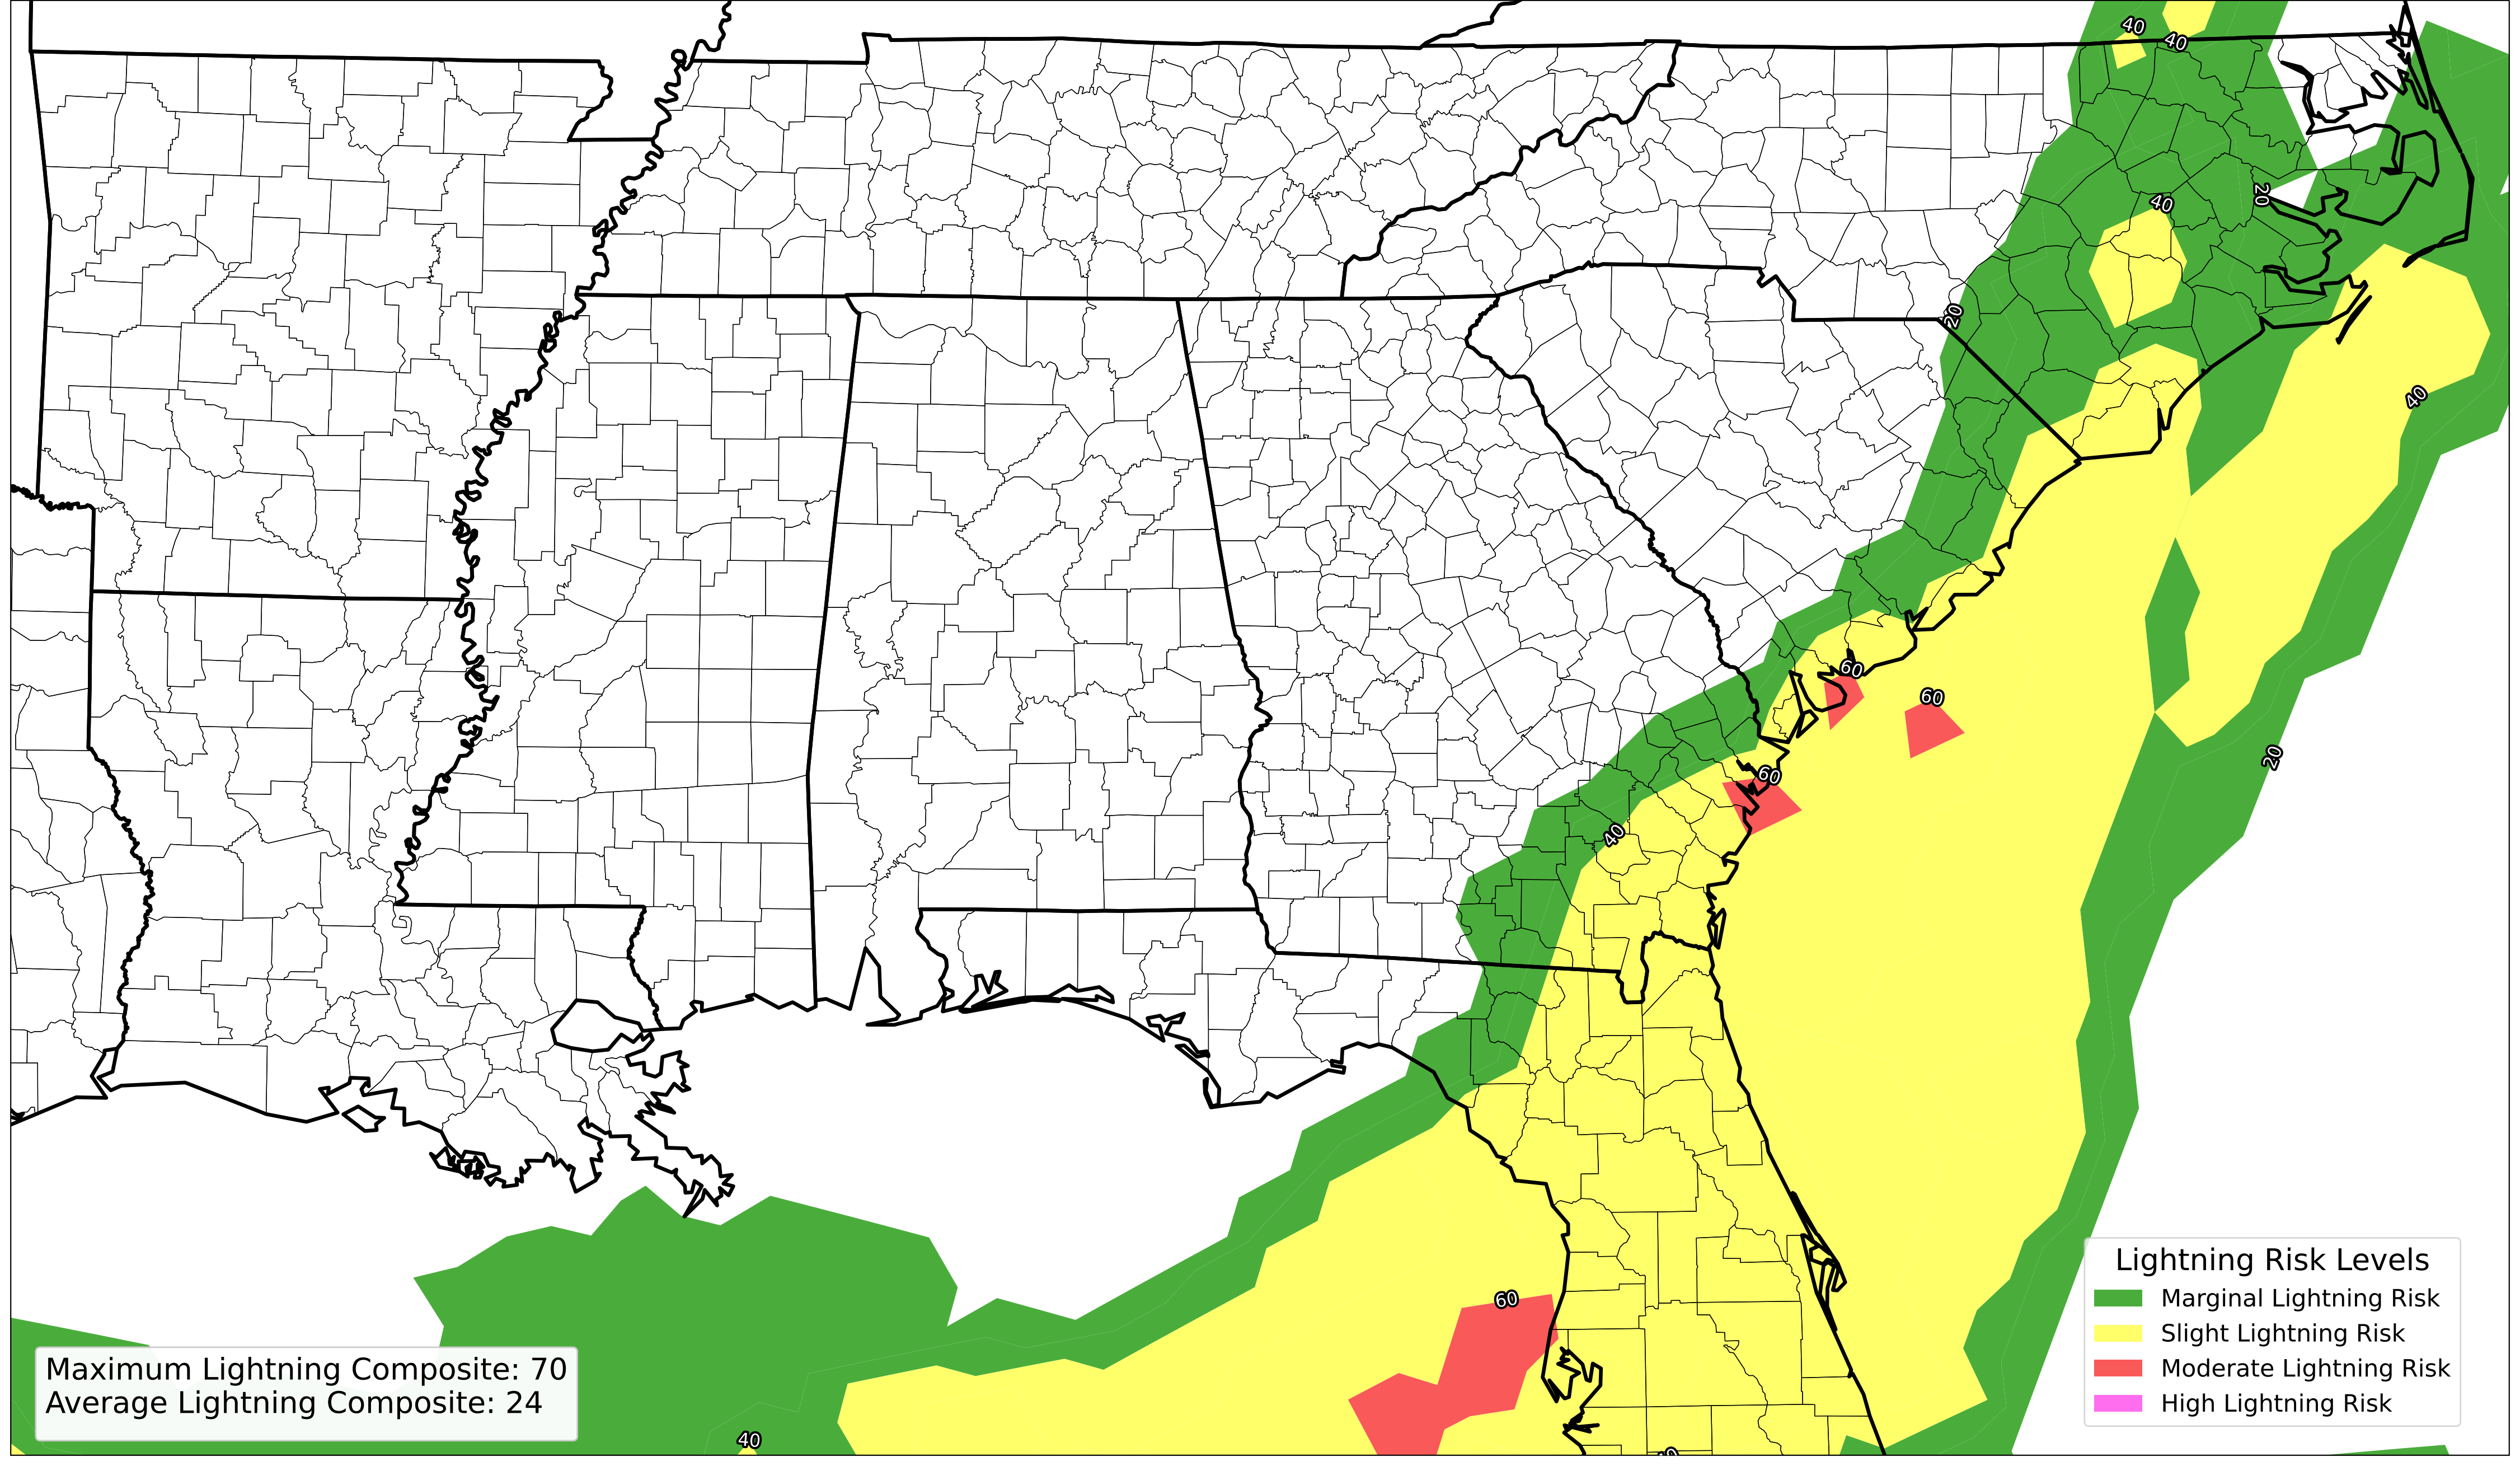 40
40
20
40
20
40
60
60
20
60
40
60
40
Lightning Risk Levels
Marginal Lightning Risk
Slight Lightning Risk
Moderate Lightning Risk
High Lightning Risk
Maximum Lightning Composite: 70
Average Lightning Composite: 24